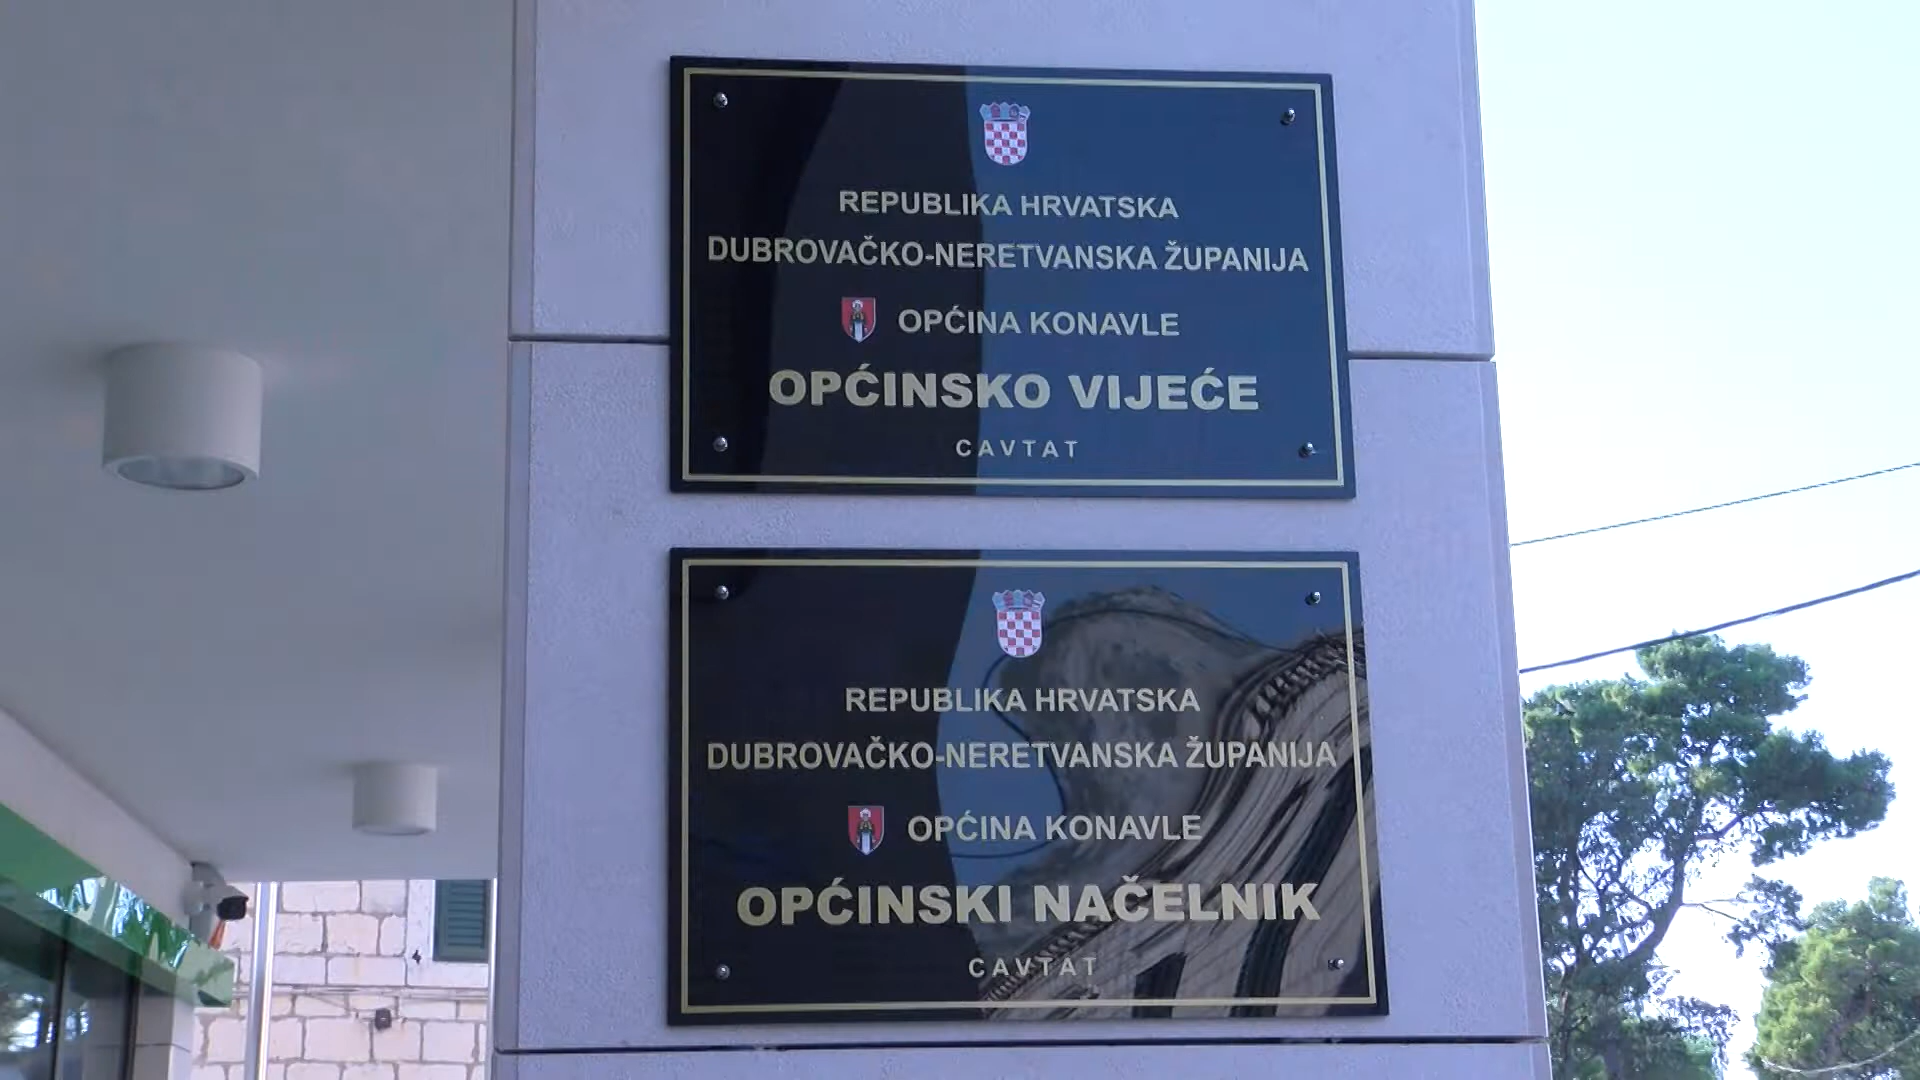 REPUBLIKA HRVATSKA
DUBROVAČKO-NERETVANSKA ŽUPANIJA
OPĆINA KONAVLE
OPĆINSKO VIJEĆE
CAVTAT
REPUBLIKA HRVATSKA
DUBROVAČKO-NERETVANSKA ŽUPANIJA
OPĆINA KONAVLE
OPĆINSKI NAČELNIK
CAVTAT